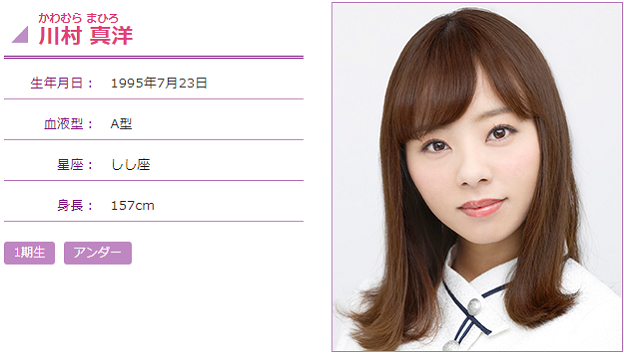 かわむら まひろ
川村 真洋
生年月日： 1995年7月23日
血液型： A型
星座： しし座
身長： 157cm
1期生 アンダー